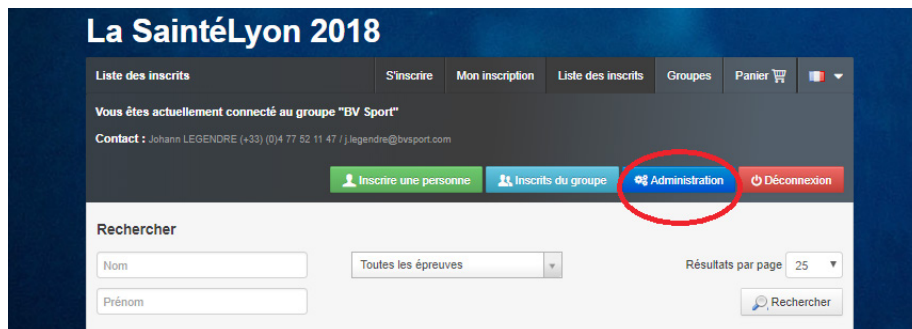 La SaintéLyon 2018
Liste des inscrits S'inscrire Mon inscription Liste des inscrits Groupes Panier
Vous êtes actuellement connecté au groupe "BV Sport"
Contact : Johann LEGENDRE (+33) (0)4 77 52 11 47 / j.legendre@bvsport.com
Inscrire une personne Inscrits du groupe Administration Déconnexion
Rechercher
Nom Toutes les épreuves Résultats par page 25
Prénom Rechercher